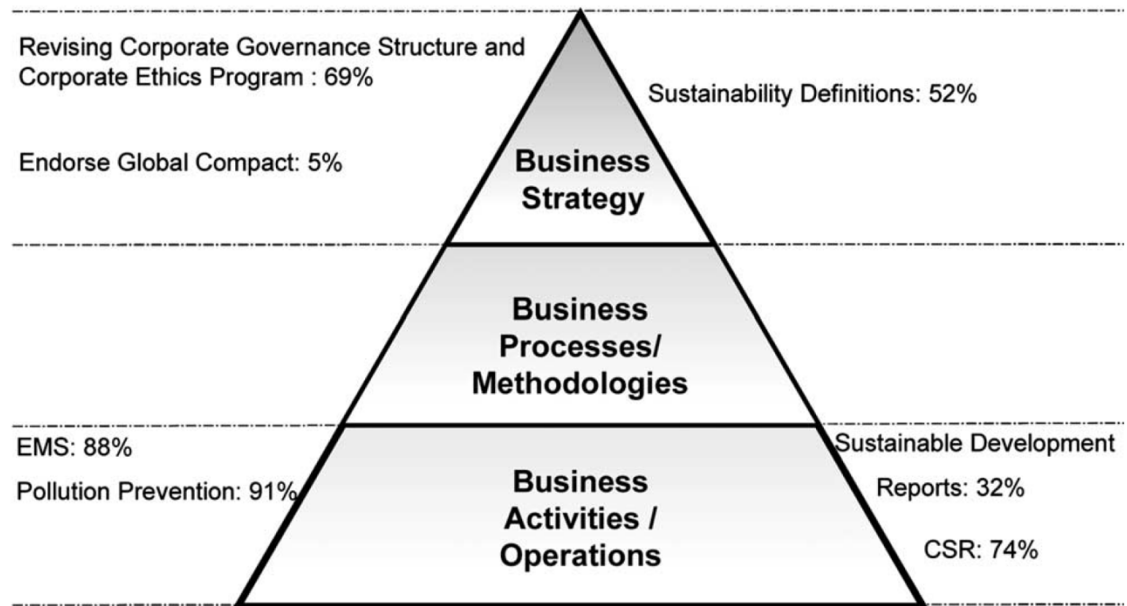 Revising Corporate Governance Structure and
Corporate Ethics Program : 69%
Sustainability Definitions: 52%
Endorse Global Compact: 5%
Business
Strategy
Business
Processes/
Methodologies
EMS: 88%
Pollution Prevention: 91%
Business
Activities /
Operations
Sustainable Development
Reports: 32%
CSR: 74%